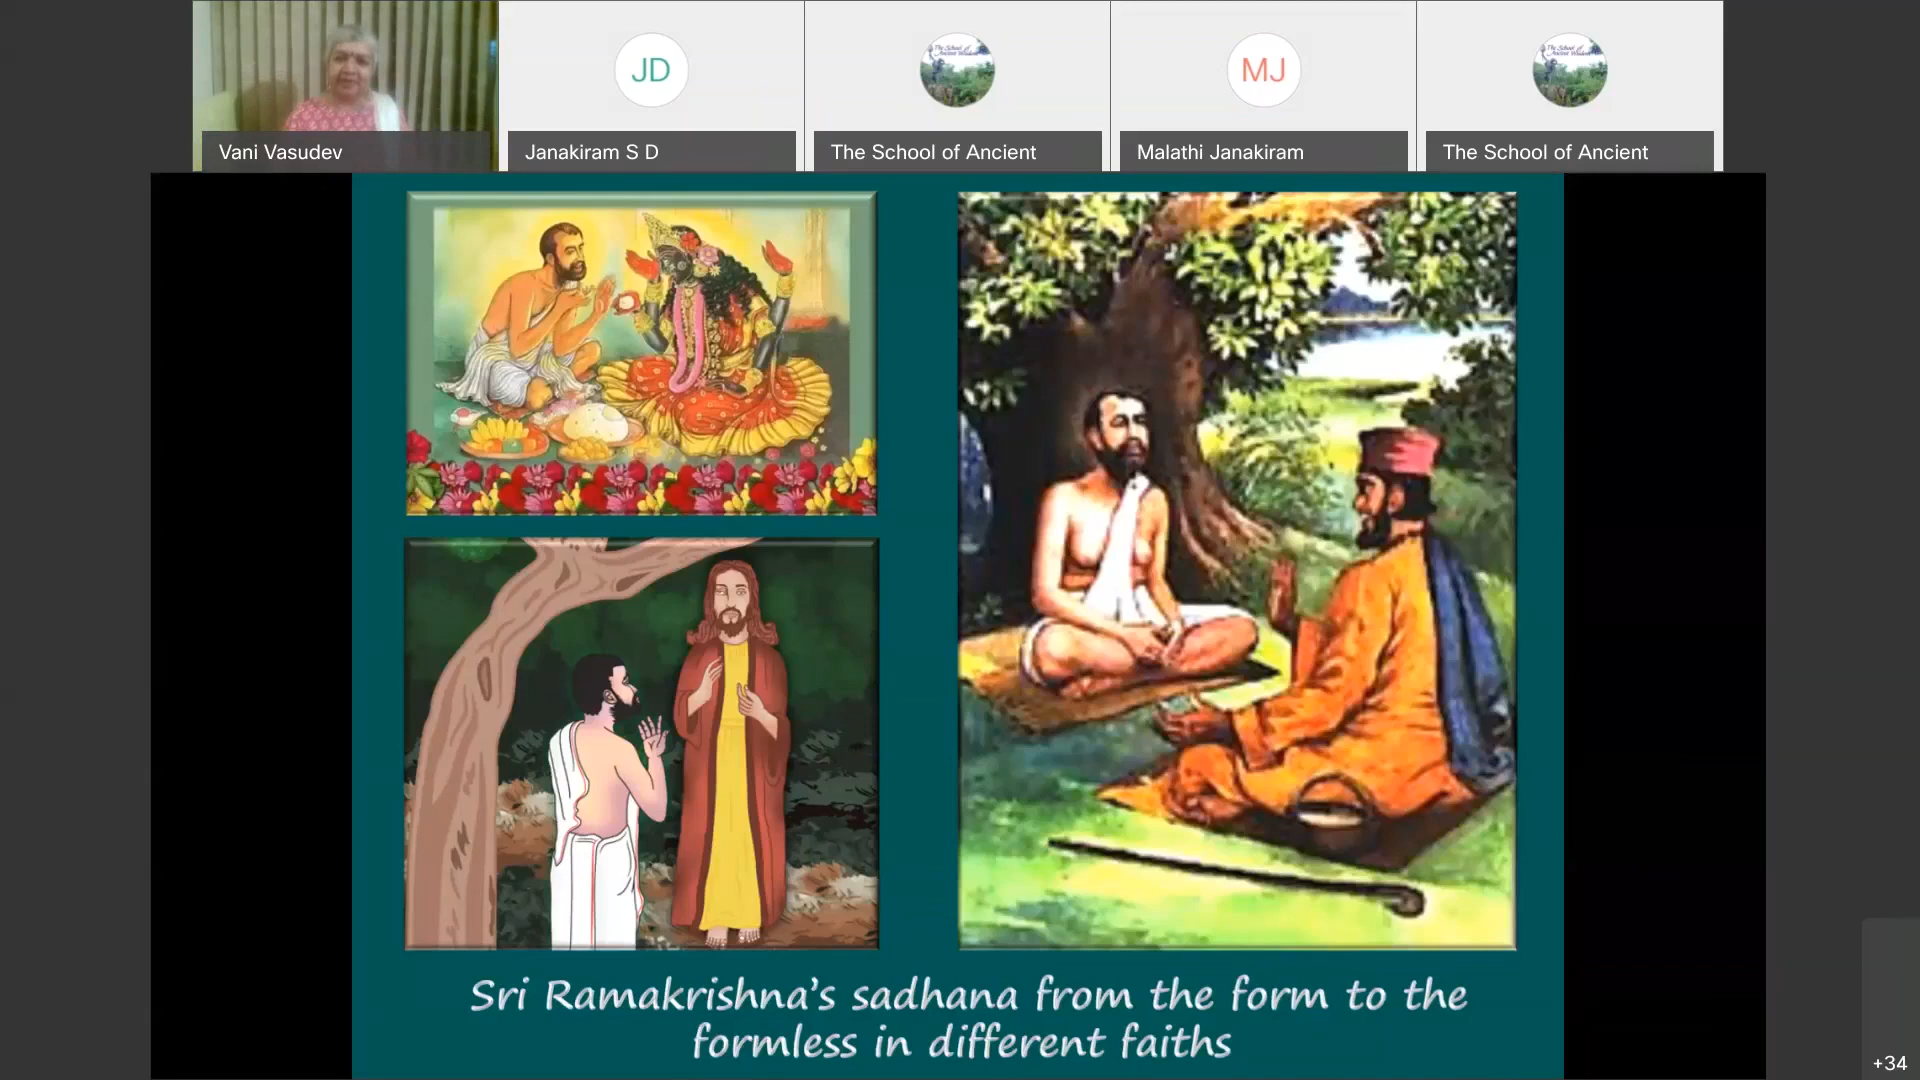 Vani Vasudev
JD
Janakiram S D
The School of Ancient
MJ
Malathi Janakiram
The School of Ancient
Sri Ramakrishna's sadhana from the form to the
formless in different faiths
+34